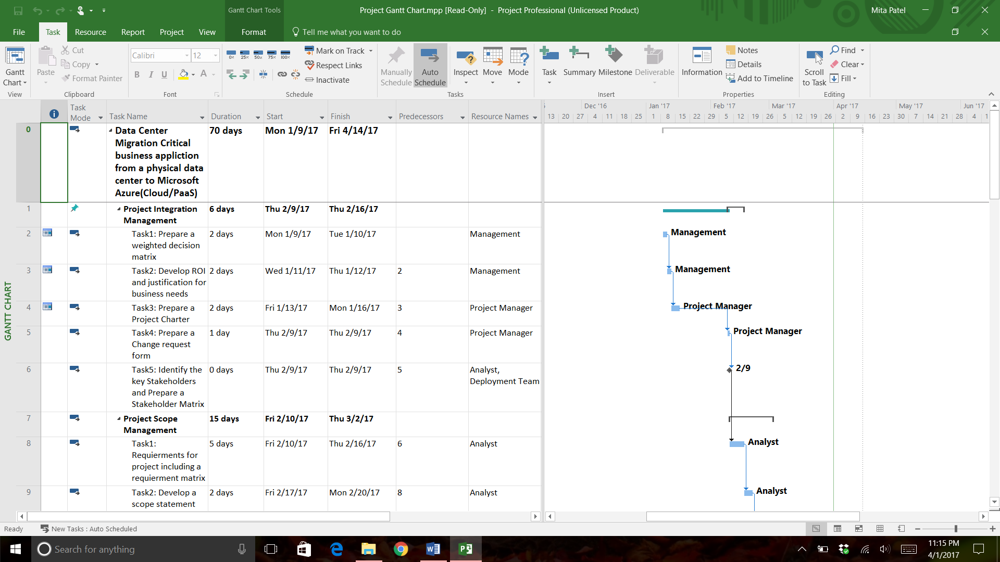 Gantt Chart Tools
Project Gantt Chart.mpp [Read-Only] - Project Professional (Unlicensed Product)
Mita Patel
File Task Resource Report Project View Format Tell me what you want to do
Gantt Chart
View
Paste
Cut
Copy
Format Painter
Clipboard
Calibri 12
B I U A
Font
0% 25% 50% 75% 100%
Mark on Track
Respect Links
Inactivate
Schedule
Manually Schedule
Auto Schedule
Inspect Move Mode
Tasks
Task Summary Milestone Deliverable
Insert
Information
Notes
Details
Add to Timeline
Properties
Scroll to Task
Find
Clear
Fill
Editing
Task Mode Task Name Duration Start Finish Predecessors Resource Names
Dec '16 Jan '17 Feb '17 Mar '17 Apr '17 May '17 Jun '17
13 20 27 4 11 18 25 1 8 15 22 29 5 12 19 26 5 12 19 26 2 9 16 23 30 7 14 21 28 4 1
0 Data Center 70 days Mon 1/9/17 Fri 4/14/17
Migration Critical
business appliction
from a physical data
center to Microsoft
Azure(Cloud/PaaS)
1 Project Integration 6 days Thu 2/9/17 Thu 2/16/17
Management
2 Task1: Prepare a 2 days Mon 1/9/17 Tue 1/10/17 Management Management
weighted decision
matrix
3 Task2: Develop ROI 2 days Wed 1/11/17 Thu 1/12/17 2 Management Management
and justification for
business needs
4 Task3: Prepare a 2 days Fri 1/13/17 Mon 1/16/17 3 Project Manager Project Manager
Project Charter
5 Task4: Prepare a 1 day Thu 2/9/17 Thu 2/9/17 4 Project Manager Project Manager
Change request
form
6 Task5: Identify the 0 days Thu 2/9/17 Thu 2/9/17 5 Analyst, 2/9
key Stakeholders Deployment Team
and Prepare a
Stakeholder Matrix
7 Project Scope 15 days Fri 2/10/17 Thu 3/2/17
Management
8 Task1: 5 days Fri 2/10/17 Thu 2/16/17 6 Analyst Analyst
Requierments for
project including a
requierment matrix
9 Task2: Develop a 2 days Fri 2/17/17 Mon 2/20/17 8 Analyst Analyst
scope statement
GANTT CHART
Ready New Tasks : Auto Scheduled
Search for anything
11:15 PM
4/1/2017